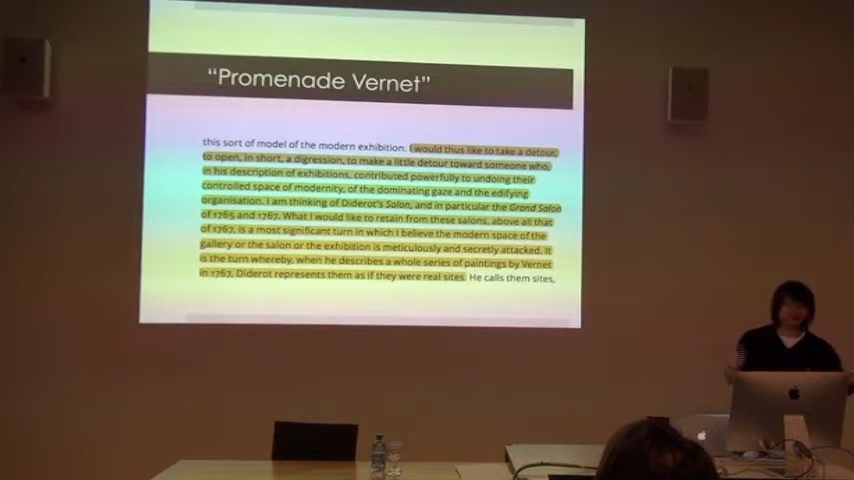 “Promenade Vernet”
this sort of model of the modern exhibition. I would thus like to take a detour,
to open, in short, a digression, to make a little detour toward someone who,
in his description of exhibitions, contributed powerfully to undoing their
controlled space of modernity, of the dominating gaze and the edifying
organisation. I am thinking of Diderot's Salon, and in particular the Grand Salon
of 1765 and 1767. What I would like to retain from these salons, above all that
of 1767, is a most significant turn in which I believe the modern space of the
gallery or the salon or the exhibition is meticulously and secretly attacked. It
is the turn whereby, when he describes a whole series of paintings by Vernet
in 1767, Diderot represents them as if they were real sites. He calls them sites,